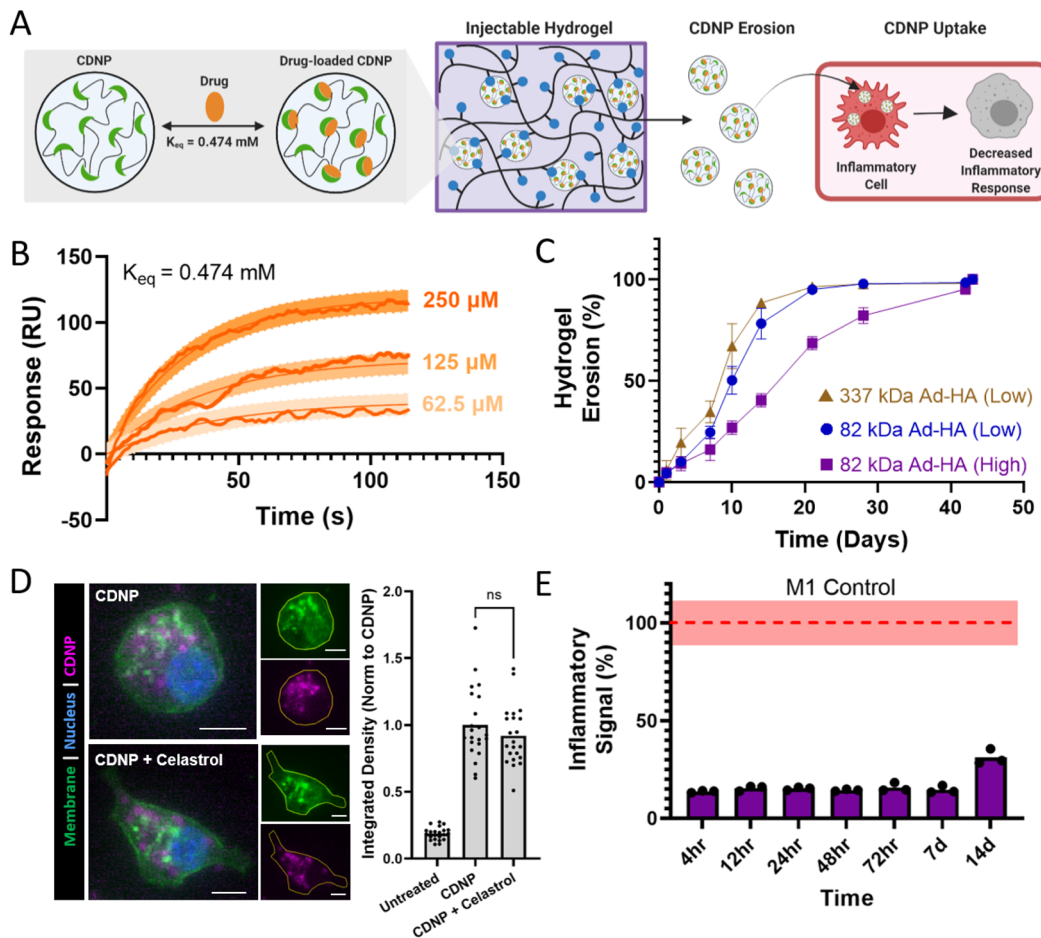 A
Injectable Hydrogel
CDNP Erosion
CDNP Uptake
CDNP
Drug
Drug-loaded CDNP
Keq = 0.474 mM
Inflammatory
Cell
Decreased
Inflammatory
Response
B
Keq = 0.474 mM
250 µM
125 µM
62.5 µM
Response (RU)
150
100
50
0
-50
50
100
150
Time (s)
C
Hydrogel
Erosion (%)
100
50
0
337 kDa Ad-HA (Low)
82 kDa Ad-HA (Low)
82 kDa Ad-HA (High)
0
10
20
30
40
50
Time (Days)
D
Membrane | Nucleus | CDNP
CDNP
CDNP + Celastrol
Integrated Density (Norm to CDNP)
2.0
1.5
1.0
0.5
0.0
ns
Untreated
CDNP
CDNP + Celastrol
E
M1 Control
Inflammatory
Signal (%)
100
50
0
4hr
12hr
24hr
48hr
72hr
7d
14d
Time